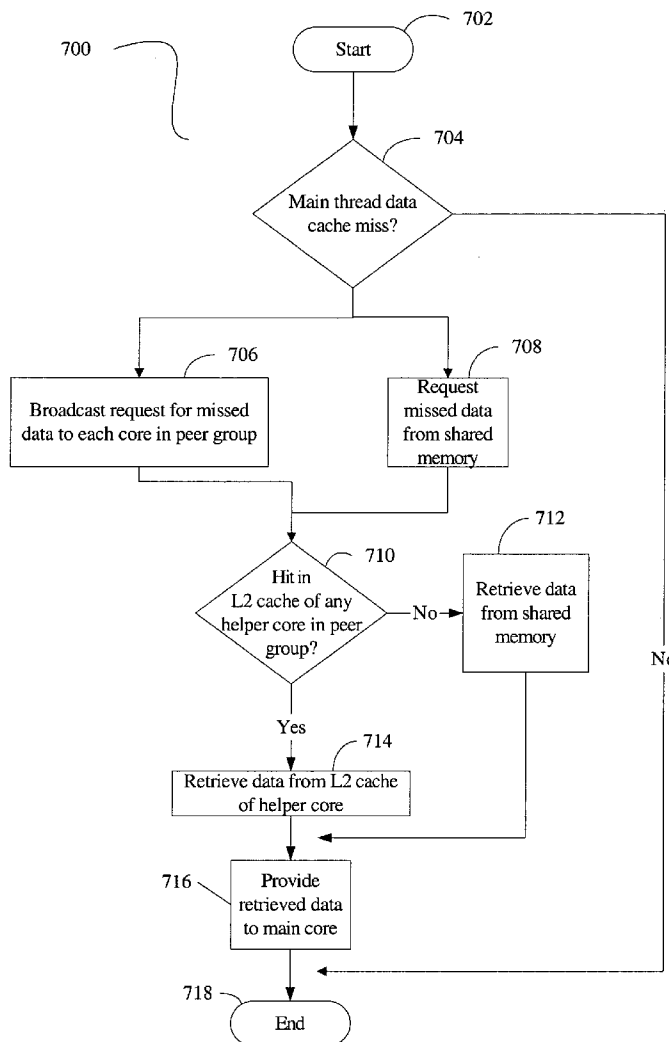 702
700
Start
704
Main thread data
cache miss?
706
708
Broadcast request for missed
data to each core in peer group
Request
missed data
from shared
memory
710
712
Hit in
L2 cache of any
helper core in peer
group?
No
Retrieve data
from shared
memory
No
Yes
714
Retrieve data from L2 cache
of helper core
716
Provide
retrieved data
to main core
718
End